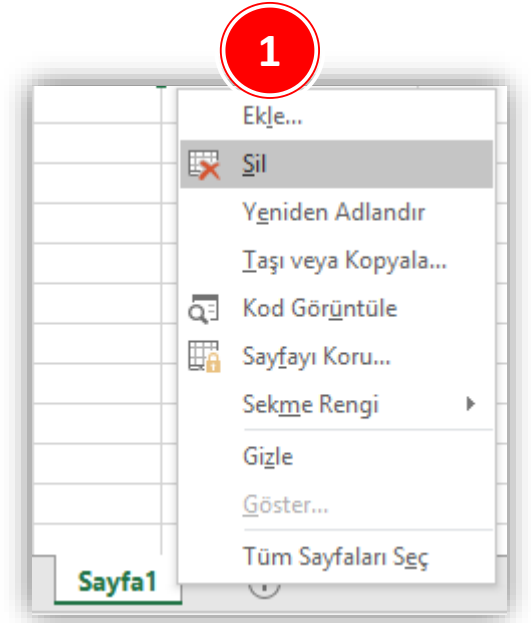 1
Ekle...
Sil
Yeniden Adlandır
Taşı veya Kopyala...
Kod Görüntüle
Sayfayı Koru...
Sekme Rengi
Gizle
Göster...
Tüm Sayfaları Seç
Sayfa1